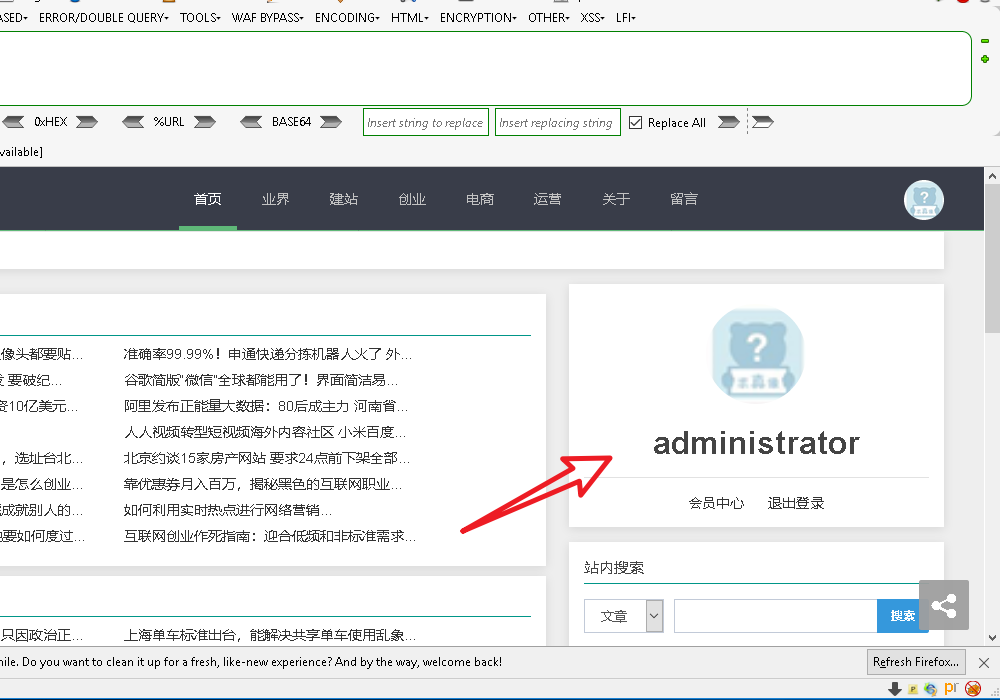 ERROR/DOUBLE QUERY TOOLS WAF BYPASS ENCODING HTML ENCRYPTION OTHER XSS LFI
0xHEX %URL BASE64 Insert string to replace Insert replacing string Replace All
vailable]
首页 业界 建站 创业 电商 运营 关于 留言
像头都要贴... 准确率99.99%！申通快递分拣机器人火了 外...
要破纪... 谷歌简版"微信"全球都能用了！界面简洁易...
资10亿美元... 阿里发布正能量大数据：80后成主力 河南省...
人人视频转型短视频海外内容社区 小米百度...
，选址台北... 北京约谈15家房产网站 要求24点前下架全部...
是怎么创业... 靠优惠券月入百万，揭秘黑色的互联网职业...
成就别人的... 如何利用实时热点进行网络营销...
要如何度过... 互联网创业作死指南：迎合低频和非标准需求...
只因政治正... 上海单车标准出台，能解决共享单车使用乱象...
?
求真像
administrator
会员中心 退出登录
站内搜索
文章 搜索
nile. Do you want to clean it up for a fresh, like-new experience? And by the way, welcome back! Refresh Firefox...
pr